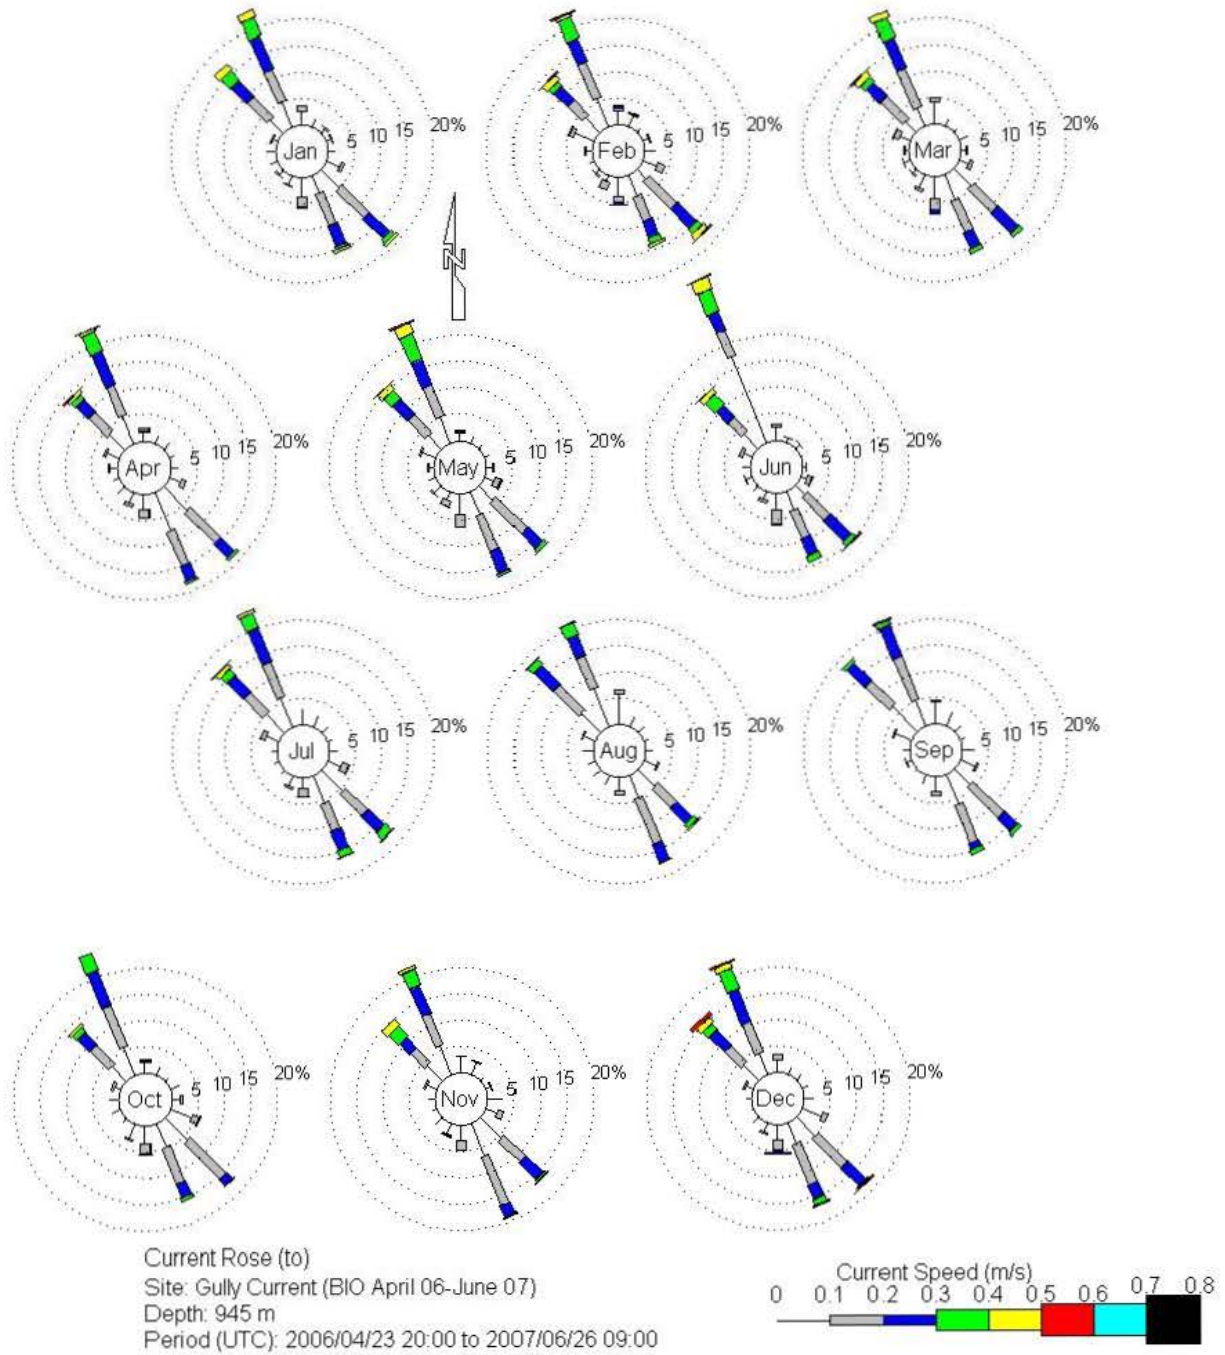 5 10 15 20%
Jan
5 10 15 20%
Feb
5 10 15 20%
Mar
N
5 10 15 20%
Apr
5 10 15 20%
May
5 10 15 20%
Jun
5 10 15 20%
Jul
5 10 15 20%
Aug
5 10 15 20%
Sep
5 10 15 20%
Oct
5 10 15 20%
Nov
5 10 15 20%
Dec
Current Rose (to)
Site: Gully Current (BIO April 06-June 07)
Depth: 945 m
Period (UTC): 2006/04/23 20:00 to 2007/06/26 09:00
Current Speed (m/s)
0 0.1 0.2 0.3 0.4 0.5 0.6 0.7 0.8